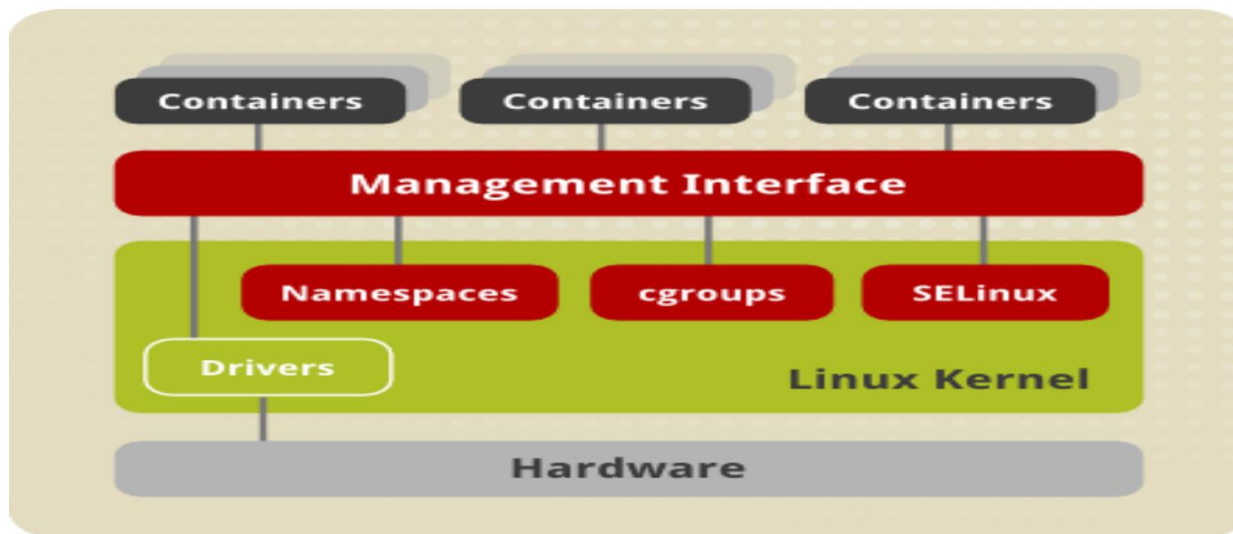 Containers
Containers
Containers
Management Interface
Namespaces
cgroups
SELinux
Drivers
Linux Kernel
Hardware